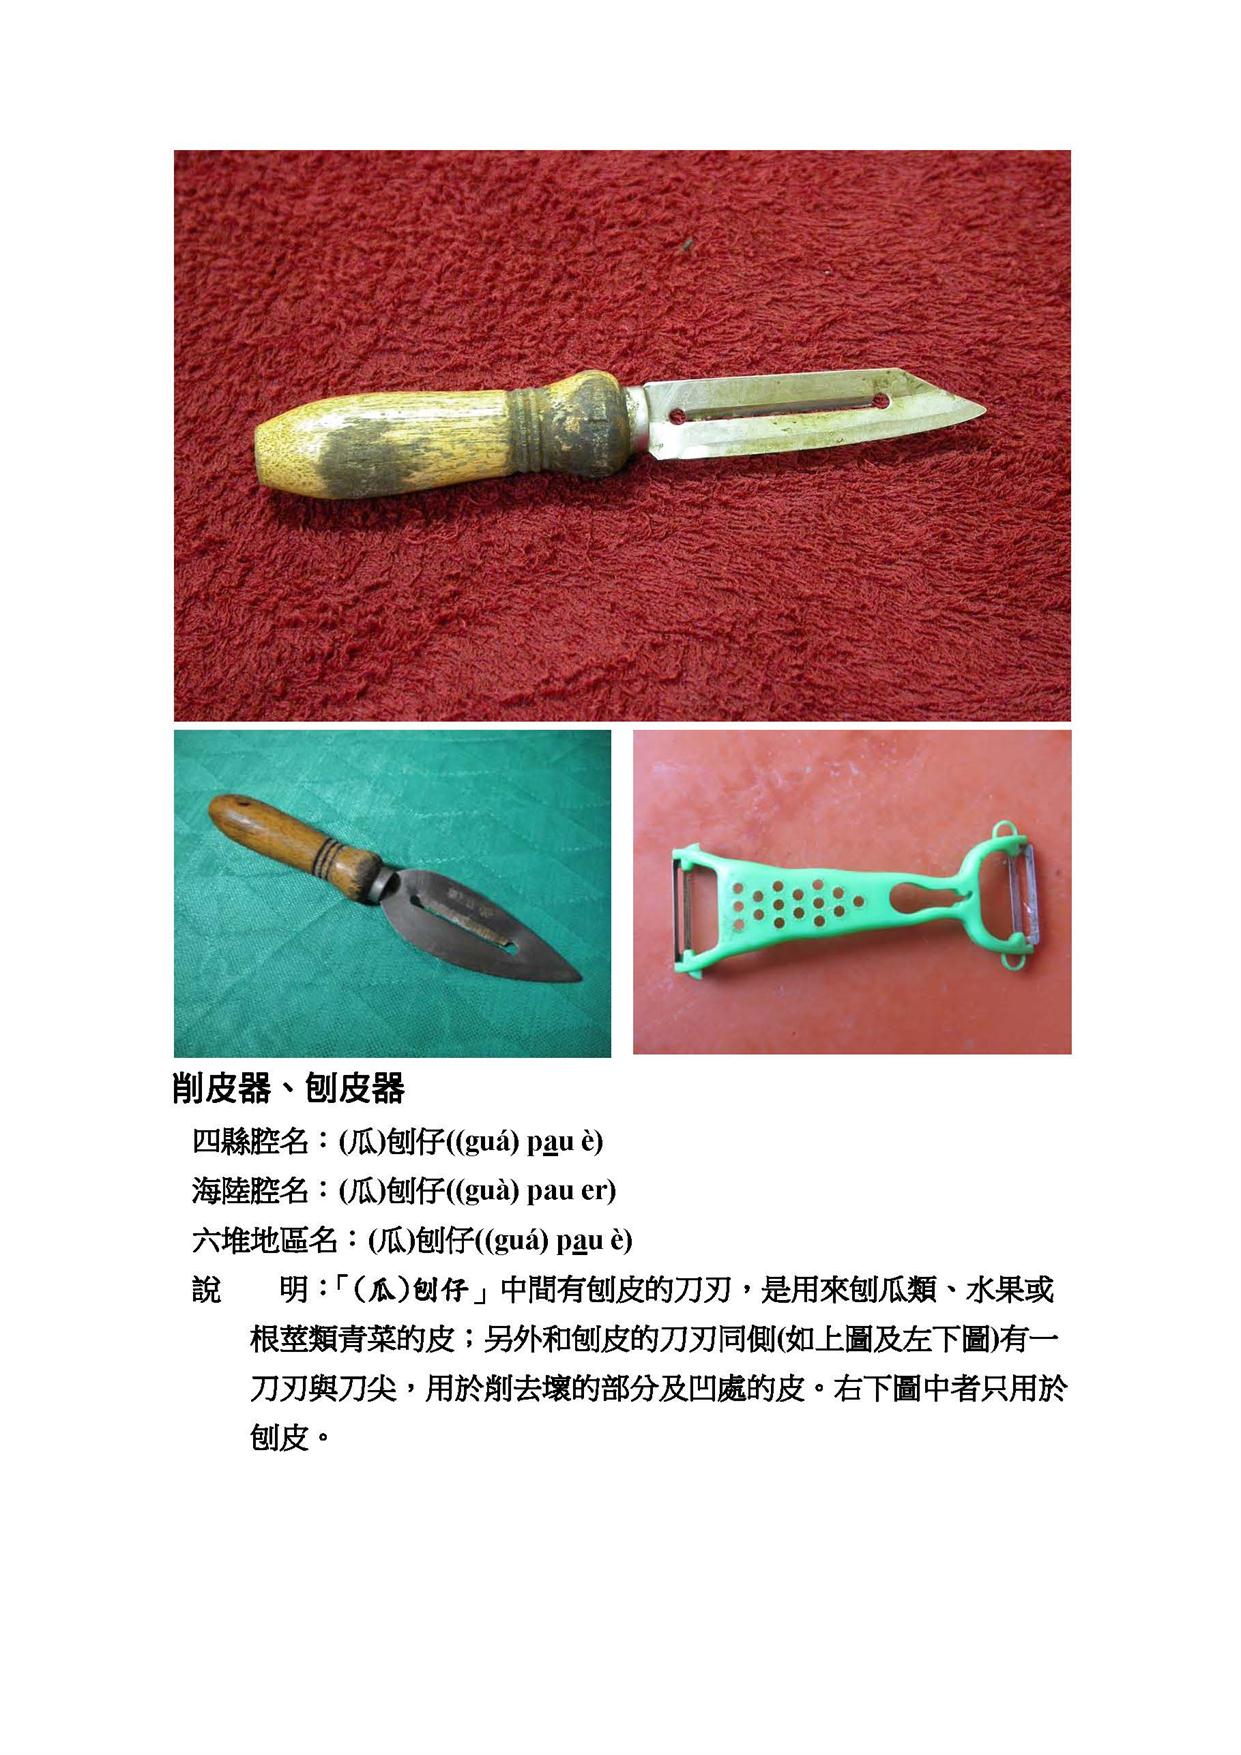 削皮器、刨皮器
四縣腔名：(瓜)刨仔((guá) pau è)
海陸腔名：(瓜)刨仔((guà) pau er)
六堆地區名：(瓜)刨仔((guá) pau è)
說　　明：「（瓜）刨仔」中間有刨皮的刀刃，是用來刨瓜類、水果或
根莖類青菜的皮；另外和刨皮的刀刃同側(如上圖及左下圖)有一
刀刃與刀尖，用於削去壞的部分及凹處的皮。右下圖中者只用於
刨皮。